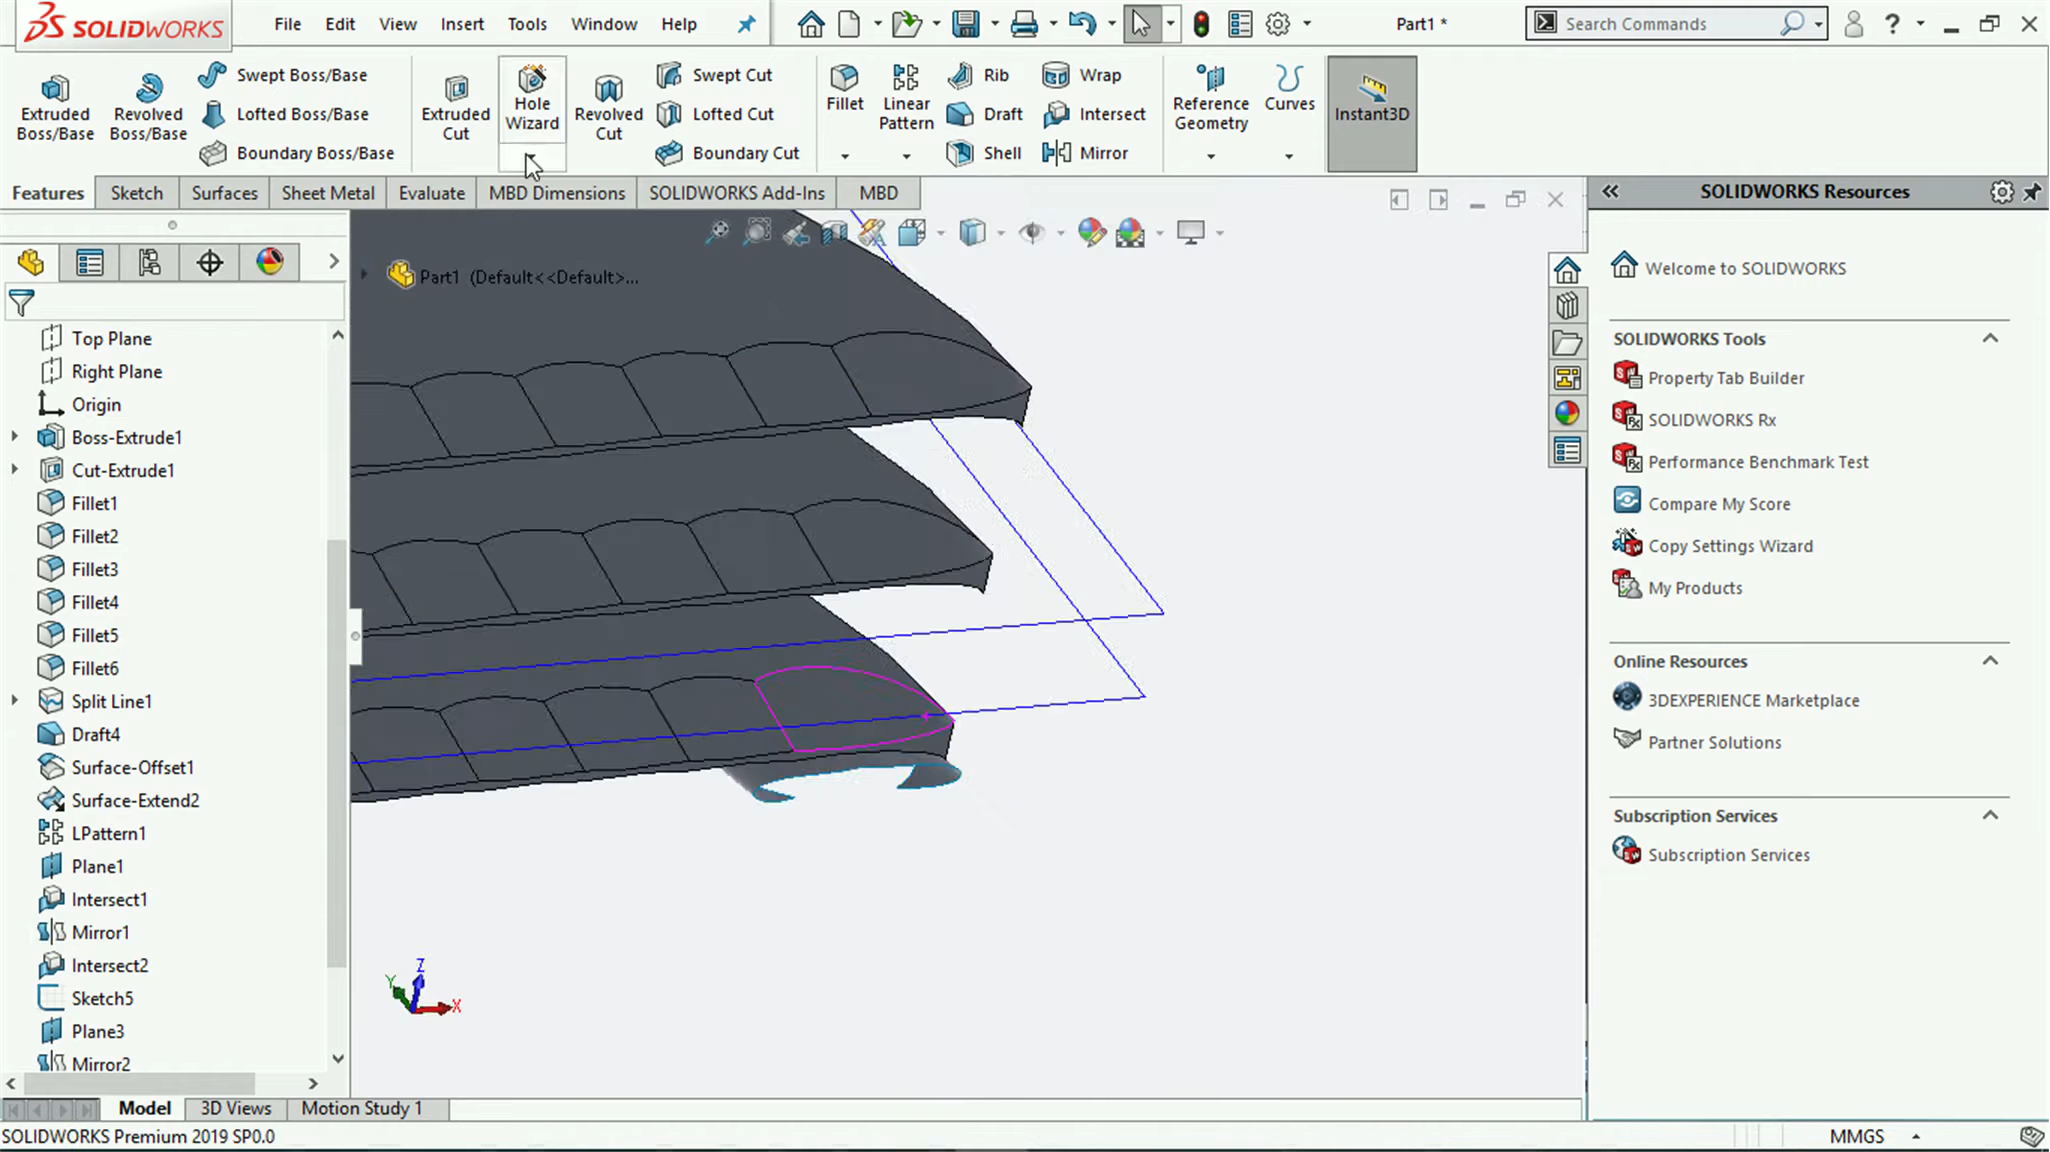 SOLIDWORKS File Edit View Insert Tools Window Help Part1 * Search Commands ?
Extruded Boss/Base
Revolved Boss/Base
Swept Boss/Base
Lofted Boss/Base
Boundary Boss/Base
Extruded Cut
Hole Wizard
Revolved Cut
Swept Cut
Lofted Cut
Boundary Cut
Fillet
Linear Pattern
Rib
Draft
Shell
Wrap
Intersect
Mirror
Reference Geometry
Curves
Instant3D
Features Sketch Surfaces Sheet Metal Evaluate MBD Dimensions SOLIDWORKS Add-Ins MBD
Part1 (Default<<Default>...
Top Plane
Right Plane
Origin
Boss-Extrude1
Cut-Extrude1
Fillet1
Fillet2
Fillet3
Fillet4
Fillet5
Fillet6
Split Line1
Draft4
Surface-Offset1
Surface-Extend2
LPattern1
Plane1
Intersect1
Mirror1
Intersect2
Sketch5
Plane3
Mirror2
Z
Y
X
SOLIDWORKS Resources
Welcome to SOLIDWORKS
SOLIDWORKS Tools
Property Tab Builder
SOLIDWORKS Rx
Performance Benchmark Test
Compare My Score
Copy Settings Wizard
My Products
Online Resources
3DEXPERIENCE Marketplace
Partner Solutions
Subscription Services
Subscription Services
Model 3D Views Motion Study 1
SOLIDWORKS Premium 2019 SP0.0 MMGS